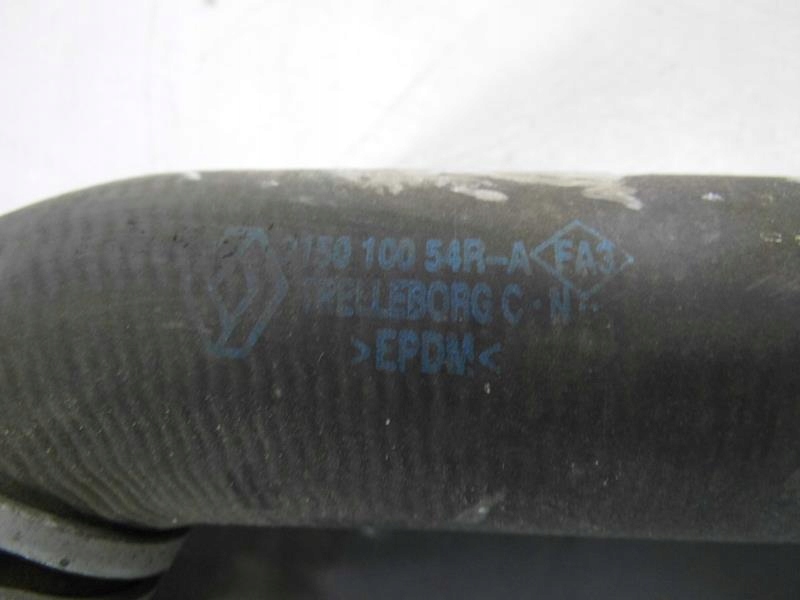 150 100 54R-A FA3
TRELLEBORG C · N
>EPDM<